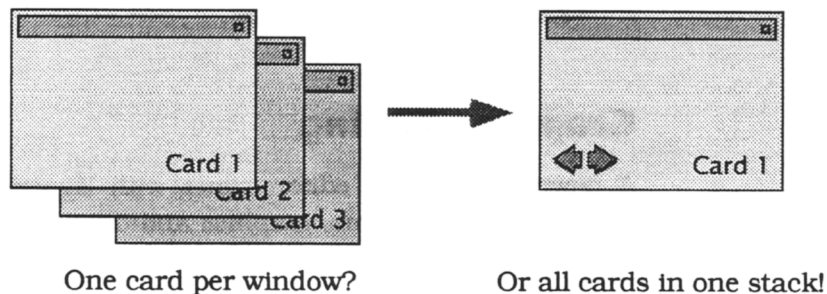 Card 1
Card 2
Card 3
Card 1
One card per window?
Or all cards in one stack!